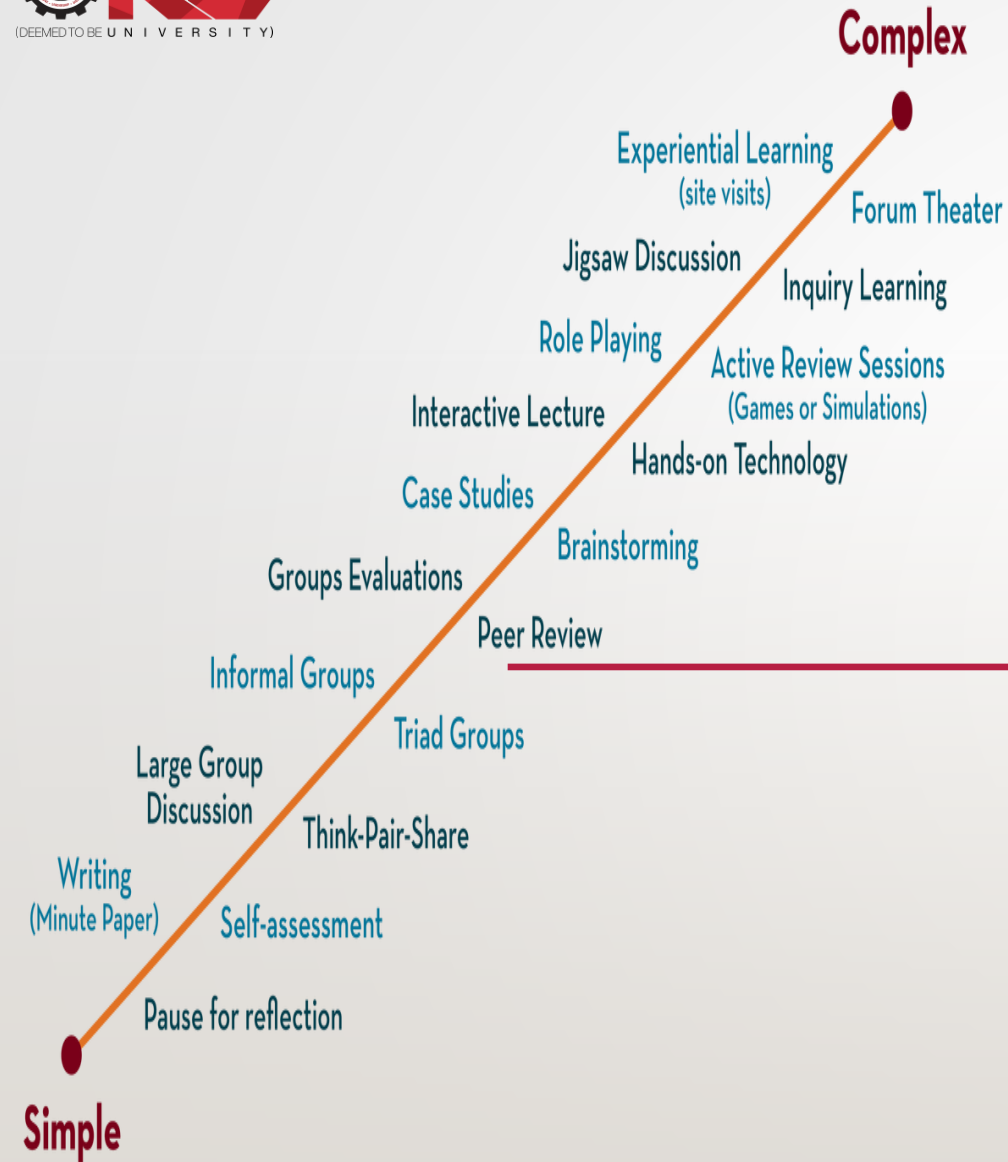 (DEEMED TO BE UNIVERSITY)
Complex
Experiential Learning
(site visits)
Forum Theater
Jigsaw Discussion
Inquiry Learning
Role Playing
Active Review Sessions
(Games or Simulations)
Interactive Lecture
Hands-on Technology
Case Studies
Brainstorming
Groups Evaluations
Peer Review
Informal Groups
Triad Groups
Large Group
Discussion
Think-Pair-Share
Writing
(Minute Paper)
Self-assessment
Pause for reflection
Simple